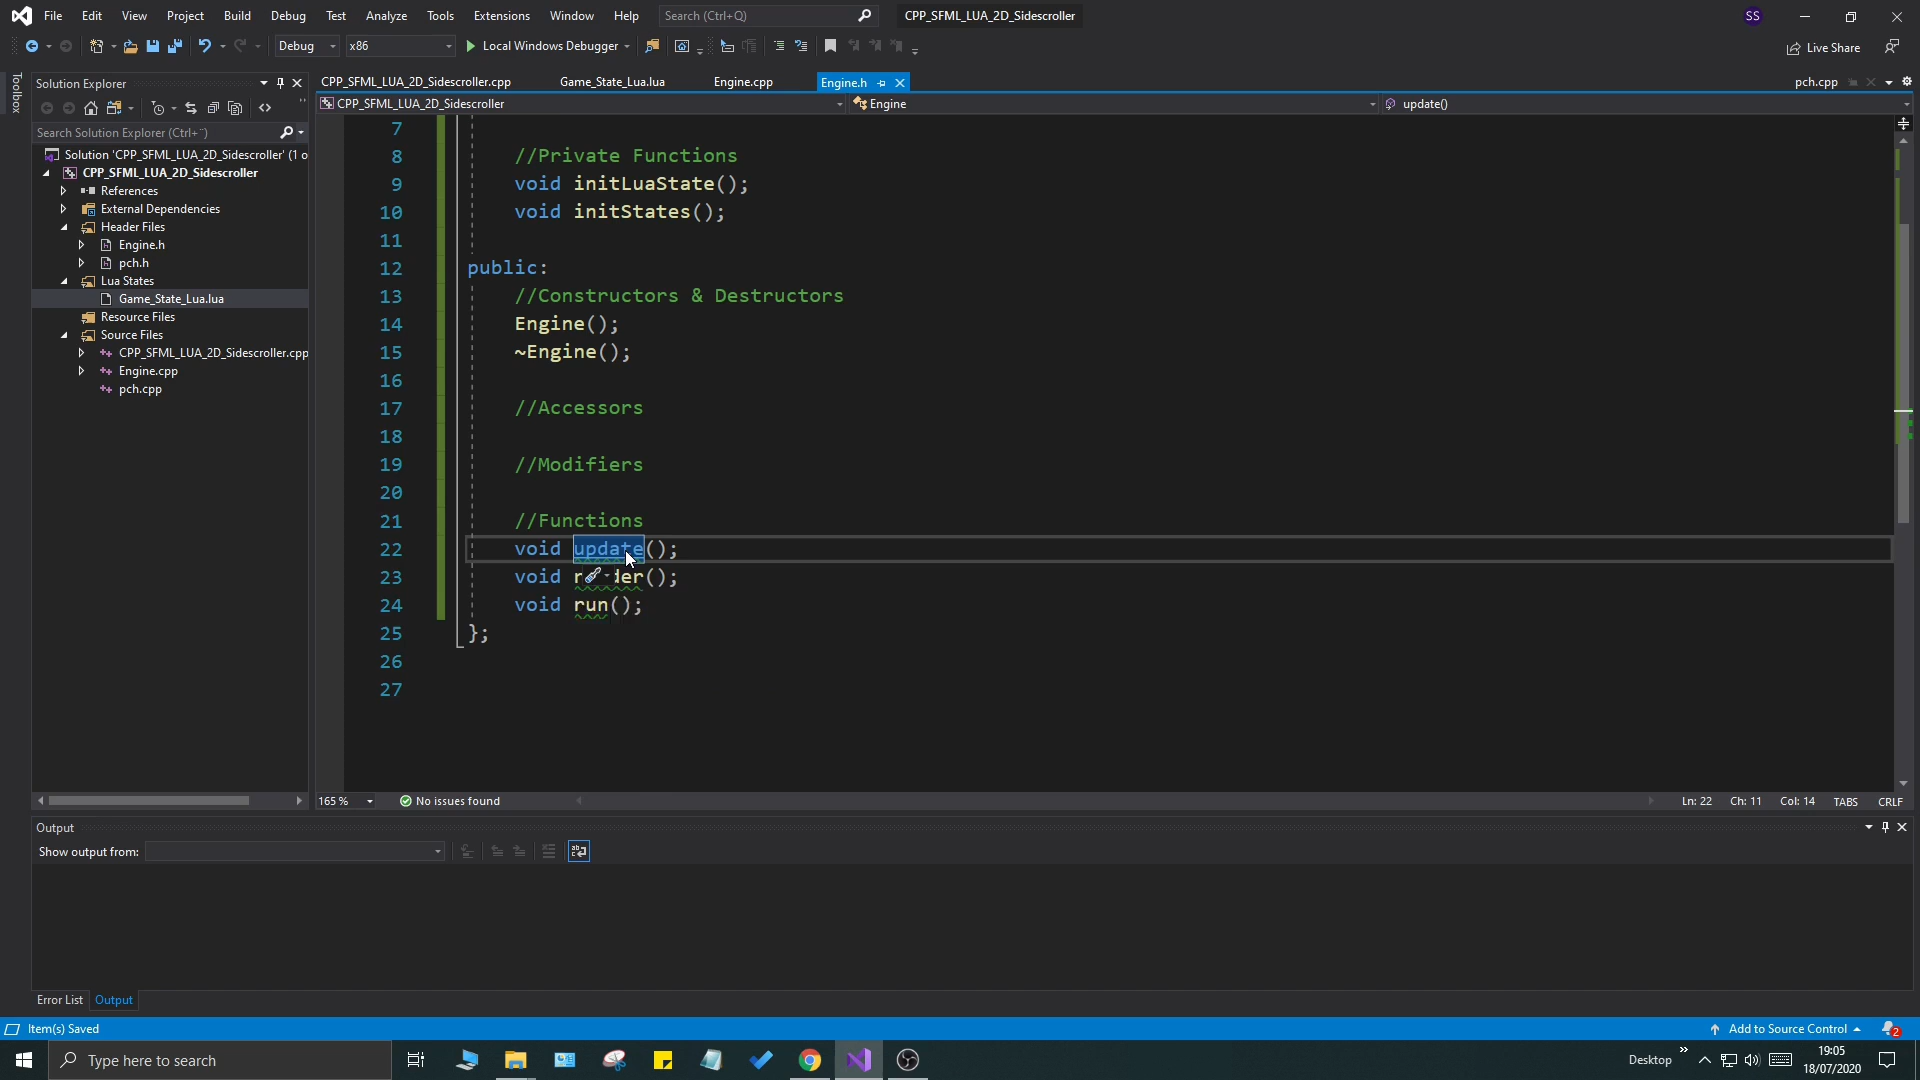 File Edit View Project Build Debug Test Analyze Tools Extensions Window Help Search (Ctrl+Q) CPP_SFML_LUA_2D_Sidescroller SS
Debug x86 Local Windows Debugger Live Share
Toolbox
Solution Explorer
Search Solution Explorer (Ctrl+¨)
Solution 'CPP_SFML_LUA_2D_Sidescroller' (1 o
CPP_SFML_LUA_2D_Sidescroller
References
External Dependencies
Header Files
Engine.h
pch.h
Lua States
Game_State_Lua.lua
Resource Files
Source Files
CPP_SFML_LUA_2D_Sidescroller.cpp
Engine.cpp
pch.cpp
CPP_SFML_LUA_2D_Sidescroller.cpp Game_State_Lua.lua Engine.cpp Engine.h pch.cpp
CPP_SFML_LUA_2D_Sidescroller Engine update()
7
8 //Private Functions
9 void initLuaState();
10 void initStates();
11
12 public:
13 //Constructors & Destructors
14 Engine();
15 ~Engine();
16
17 //Accessors
18
19 //Modifiers
20
21 //Functions
22 void update();
23 void r der();
24 void run();
25 };
26
27
165 % No issues found Ln: 22 Ch: 11 Col: 14 TABS CRLF
Output
Show output from:
Error List Output
Item(s) Saved Add to Source Control 2
Type here to search Desktop 19:05
18/07/2020